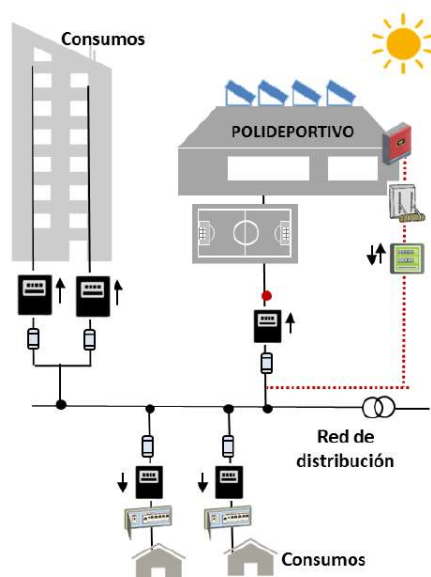 Consumos
POLIDEPORTIVO
Red de
distribución
Consumos